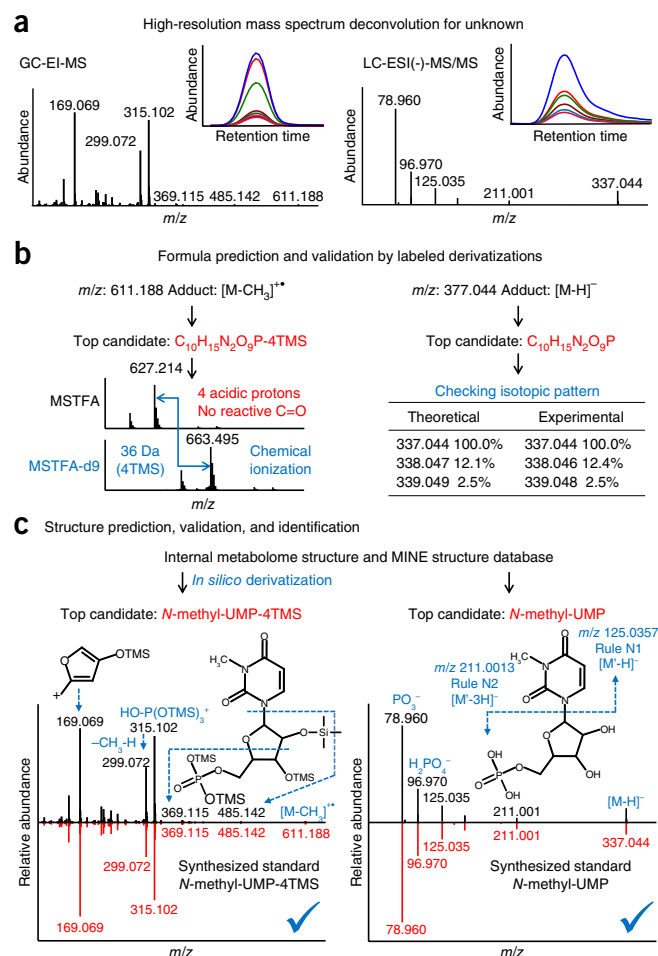 a
High-resolution mass spectrum deconvolution for unknown
GC-EI-MS
Abundance
169.069
315.102
299.072
369.115 485.142 611.188
m/z
Abundance
Retention time
LC-ESI(-)-MS/MS
Abundance
78.960
96.970
125.035
211.001
337.044
m/z
Abundance
Retention time
b
Formula prediction and validation by labeled derivatizations
m/z: 611.188 Adduct: [M-CH3]+•
Top candidate: C10H15N2O9P-4TMS
627.214
MSTFA
4 acidic protons
No reactive C=O
663.495
MSTFA-d9
36 Da
(4TMS)
Chemical
ionization
m/z
m/z: 377.044 Adduct: [M-H]−
Top candidate: C10H15N2O9P
Checking isotopic pattern
Theoretical Experimental
337.044 100.0% 337.044 100.0%
338.047 12.1% 338.046 12.4%
339.049 2.5% 339.048 2.5%
c
Structure prediction, validation, and identification
Internal metabolome structure and MINE structure database
In silico derivatization
Top candidate: N-methyl-UMP-4TMS
OTMS
+
O
O
H3C
N
O
N
O
O
Si
OTMS
OTMS
O
P
O
OTMS
HO-P(OTMS)3+
169.069
315.102
–CH3-H
299.072
369.115 485.142
[M-CH3]+•
369.115 485.142 611.188
299.072
Synthesized standard
N-methyl-UMP-4TMS
315.102
169.069
Relative abundance
m/z
Top candidate: N-methyl-UMP
m/z 125.0357
Rule N1
[M'-H]−
m/z 211.0013
Rule N2
[M'-3H]−
O
H3C
N
O
N
O
OH
OH
OH
O
P
O
OH
PO3−
78.960
H2PO4−
96.970
125.035
211.001
[M-H]−
96.970
125.035
211.001
337.044
Synthesized standard
N-methyl-UMP
78.960
Relative abundance
m/z